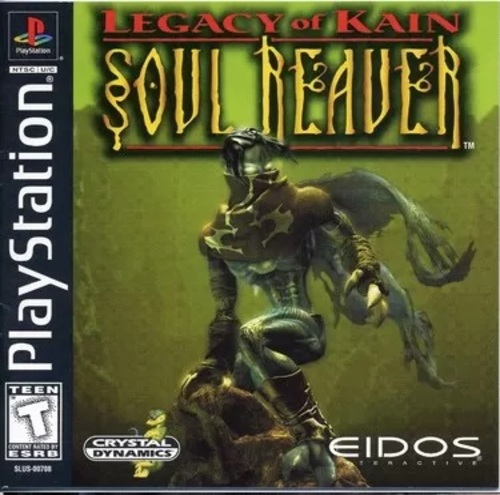 PlayStation
NTSC U/C
PlayStation
LEGACY of KAIN
SOUL REAVER
TM
TEEN
T
CONTENT RATED BY
ESRB
SLUS-00708
CRYSTAL
DYNAMICS
EIDOS
INTERACTIVE